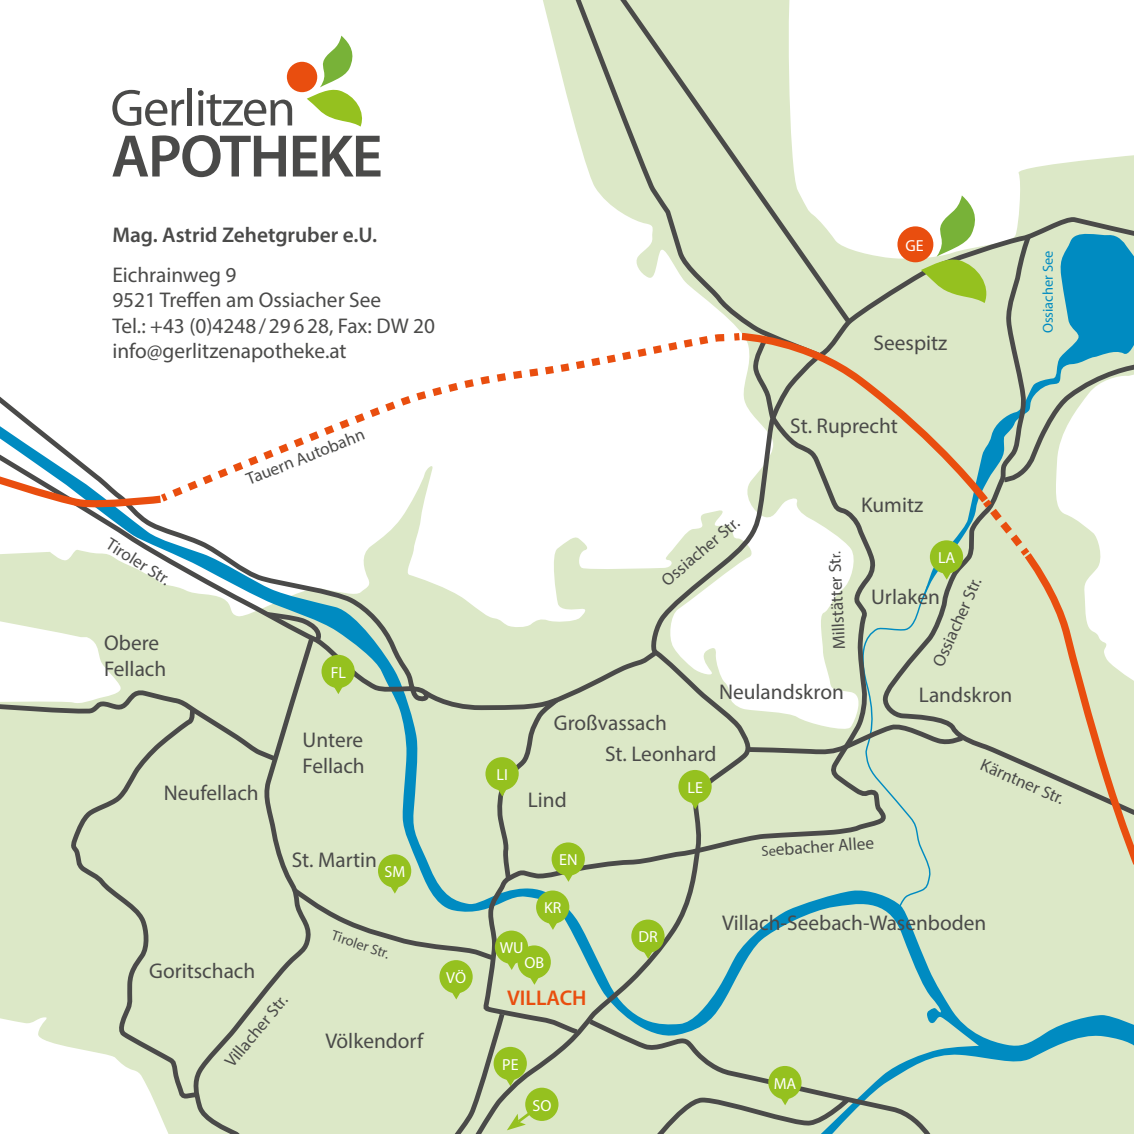 Gerlitzen
APOTHEKE
Mag. Astrid Zehetgruber e.U.
Eichrainweg 9
9521 Treffen am Ossiacher See
Tel.: +43 (0)4248/29628, Fax: DW 20
info@gerlitzenapotheke.at
GE
Ossiacher See
Seespitz
St. Ruprecht
Tauern Autobahn
Kumitz
Ossiacher Str.
Tiroler Str.
LA
Millstätter Str.
Urlaken
Ossiacher Str.
Obere
Fellach
FL
Neulandskron
Landskron
Großvassach
Untere
Fellach
St. Leonhard
LI
LE
Kärntner Str.
Neufellach
Lind
St. Martin
SM
EN
Seebacher Allee
KR
Villach-Seebach-Wasenboden
DR
WU
OB
Tiroler Str.
VÖ
Goritschach
VILLACH
Villacher Str.
Völkendorf
PE
MA
SO